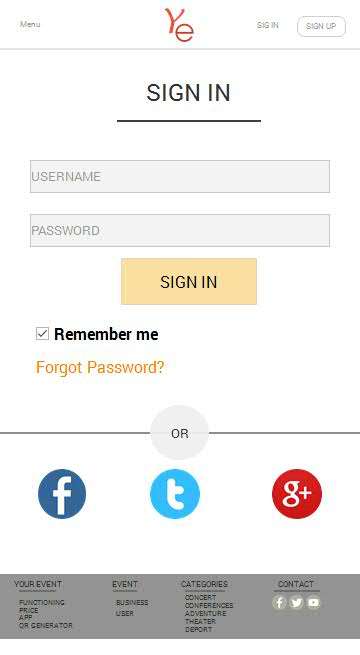 Menu
Ye
SIG IN
SIGN UP
SIGN IN
USERNAME
PASSWORD
SIGN IN
Remember me
Forgot Password?
OR
YOUR EVENT
FUNCTIONING
PRICE
APP
QR GENERATOR
EVENT
BUSINESS
USER
CATEGORIES
CONCERT
CONFERENCES
ADVENTURE
THEATER
DEPORT
CONTACT